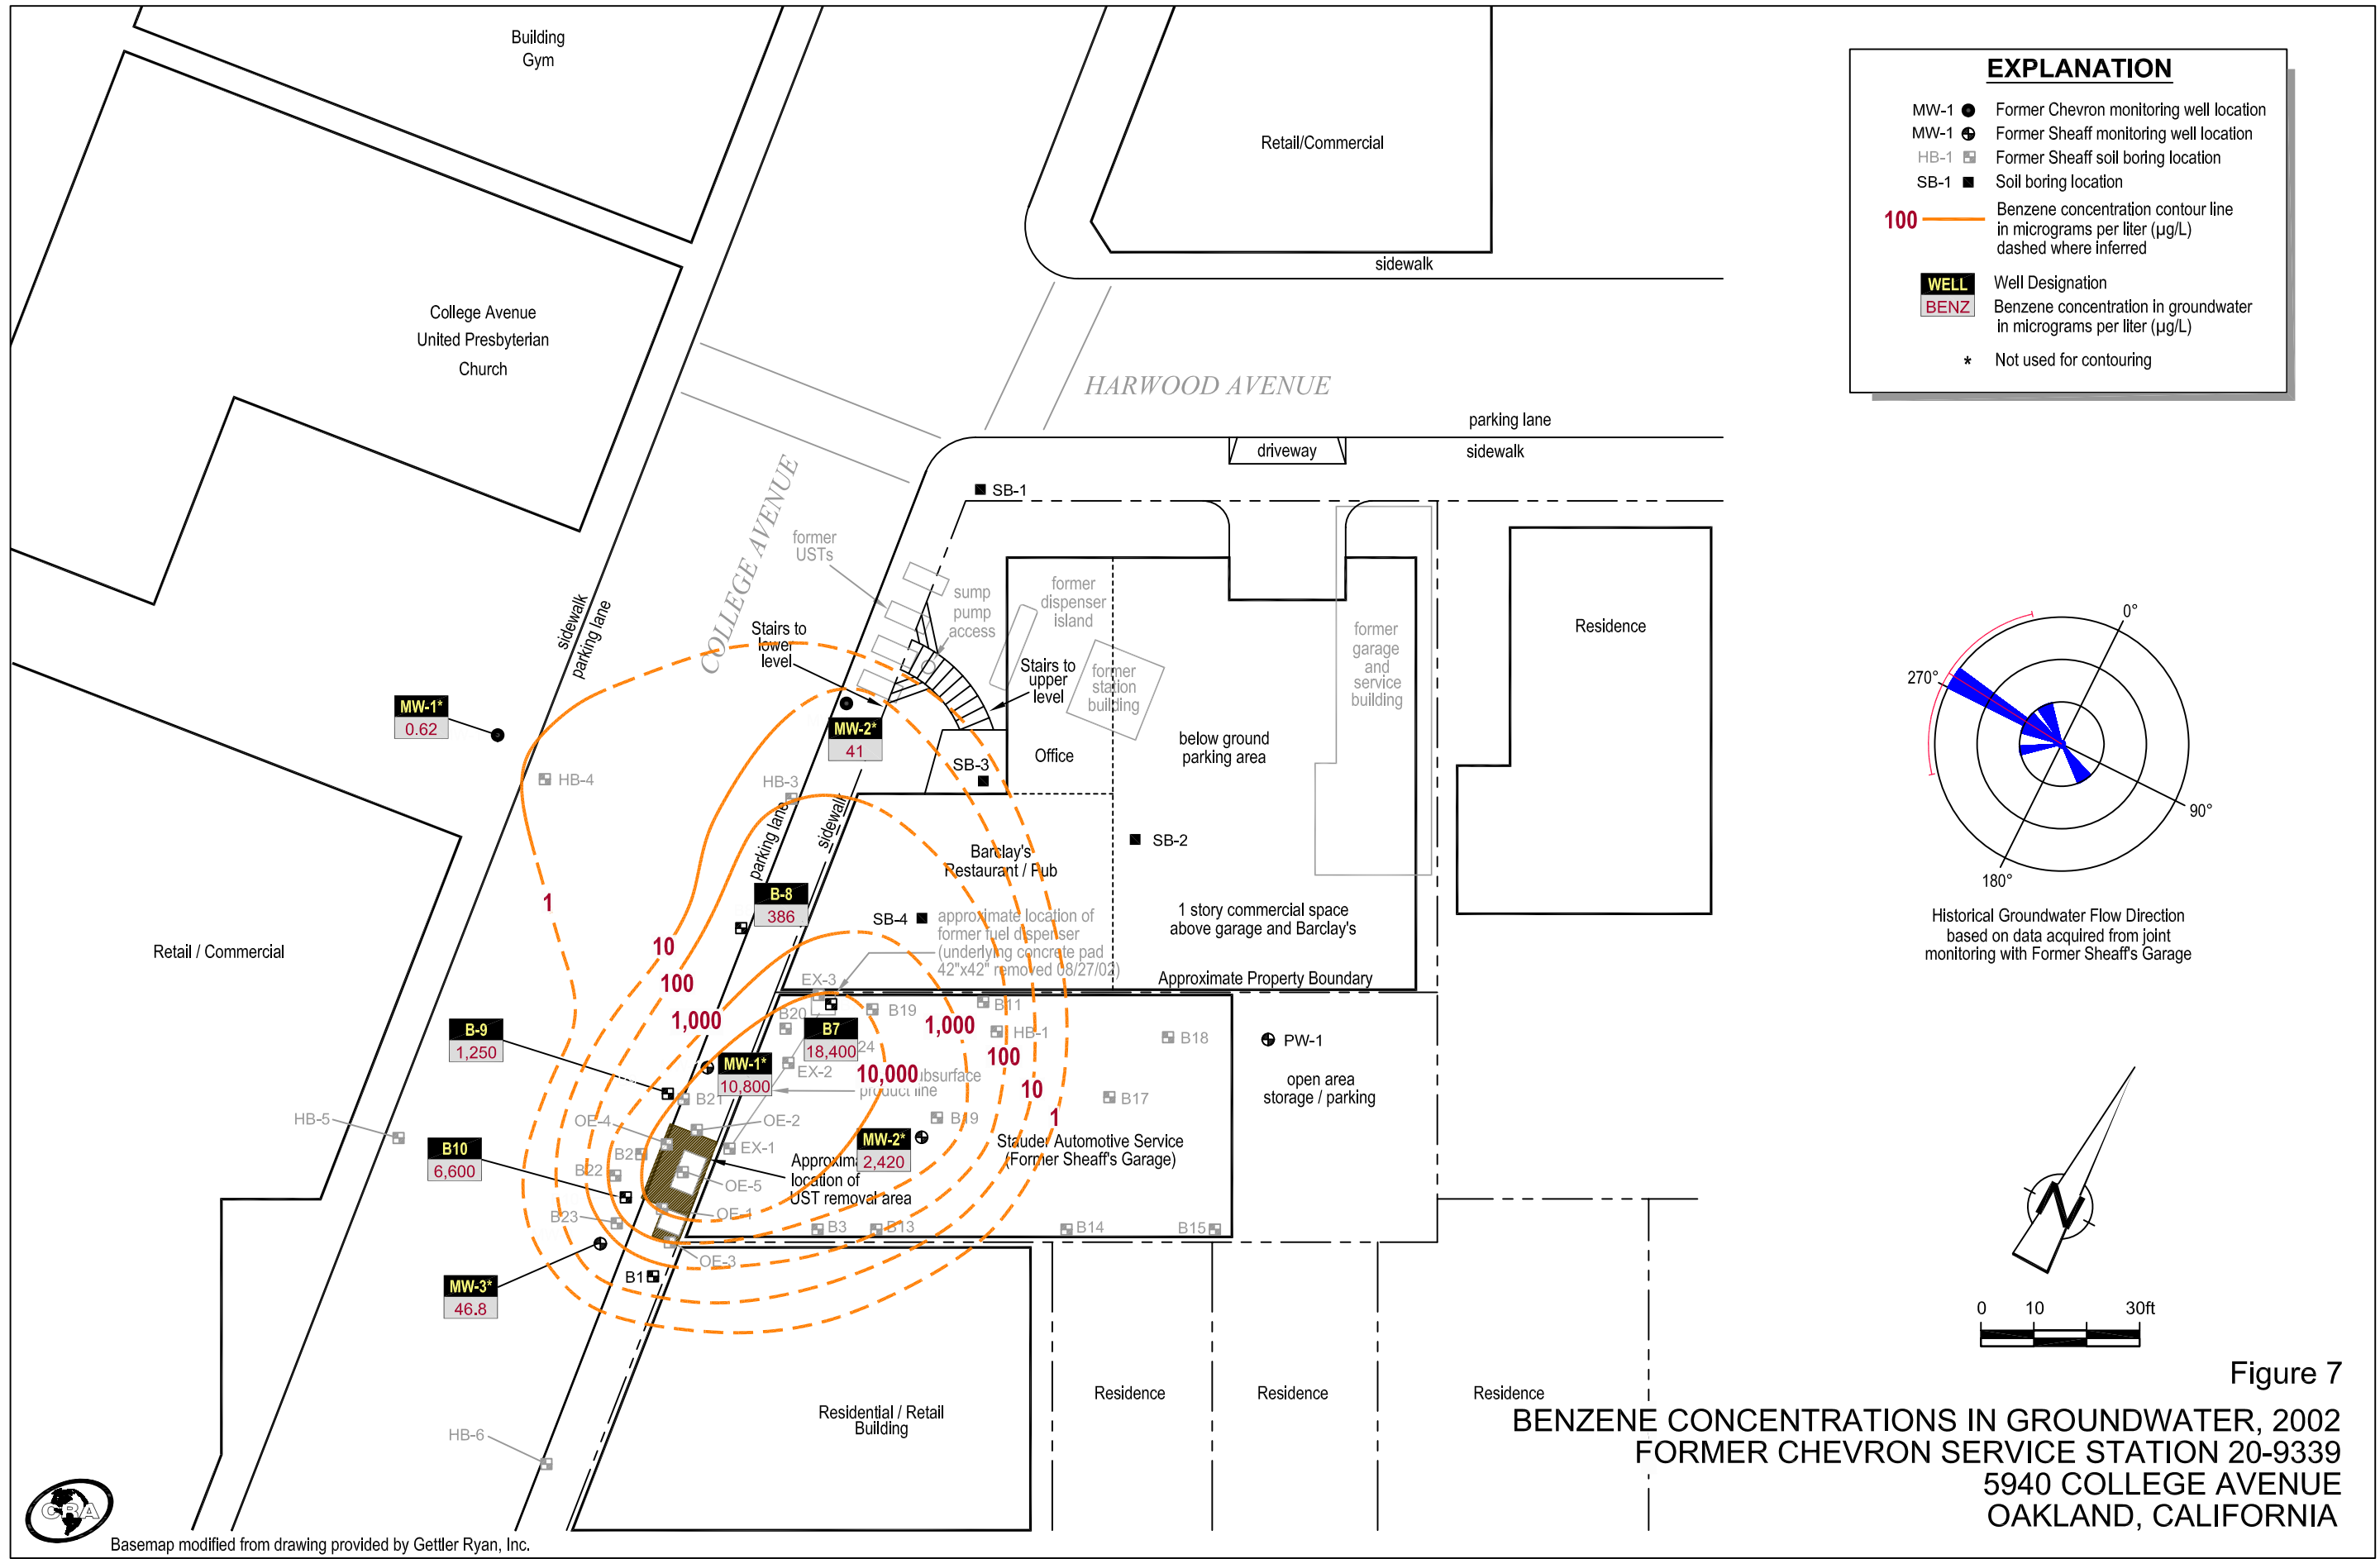 Building
Gym
Retail/Commercial
sidewalk
College Avenue
United Presbyterian
Church
HARWOOD AVENUE
parking lane
sidewalk
driveway
COLLEGE AVENUE
EXPLANATION
MW-1 Former Chevron monitoring well location
MW-1 Former Sheaff monitoring well location
HB-1 Former Sheaff soil boring location
SB-1 Soil boring location
100 Benzene concentration contour line
in micrograms per liter (µg/L)
dashed where inferred
WELL Well Designation
BENZ Benzene concentration in groundwater
in micrograms per liter (µg/L)
* Not used for contouring
SB-1
former
USTs
sump
pump
access
former
dispenser
island
former
station
building
former
garage
and
service
building
Residence
sidewalk
parking lane
Stairs to
lower
level
Stairs to
upper
level
MW-1*
0.62
MW-2*
41
Office
below ground
parking area
HB-4
HB-3
SB-3
parking lane
sidewalk
SB-2
Barclay's
Restaurant / Pub
1
B-8
386
SB-4
approximate location of
former fuel dispenser
(underlying concrete pad
42"x42" removed 08/27/02)
1 story commercial space
above garage and Barclay's
Retail / Commercial
10
100
1,000
EX-3
Approximate Property Boundary
B20
B19
B11
B7
18,400
24
1,000
HB-1
B18
PW-1
B-9
1,250
MW-1*
10,800
EX-2
10,000
ubsurface
product line
100
10
1
open area
storage / parking
B21
B17
HB-5
OE-4
OE-2
B19
B10
6,600
B2
EX-1
MW-2*
2,420
Stauder Automotive Service
(Former Sheaff's Garage)
B22
Approxima
location of
UST removal area
OE-5
B23
OE-1
B3
B13
B14
B15
OE-3
MW-3*
46.8
B1
HB-6
Residential / Retail
Building
Residence
Residence
Residence
0°
270°
90°
180°
Historical Groundwater Flow Direction
based on data acquired from joint
monitoring with Former Sheaff's Garage
N
0 10 30ft
Figure 7
BENZENE CONCENTRATIONS IN GROUNDWATER, 2002
FORMER CHEVRON SERVICE STATION 20-9339
5940 COLLEGE AVENUE
OAKLAND, CALIFORNIA
CRA
Basemap modified from drawing provided by Gettler Ryan, Inc.